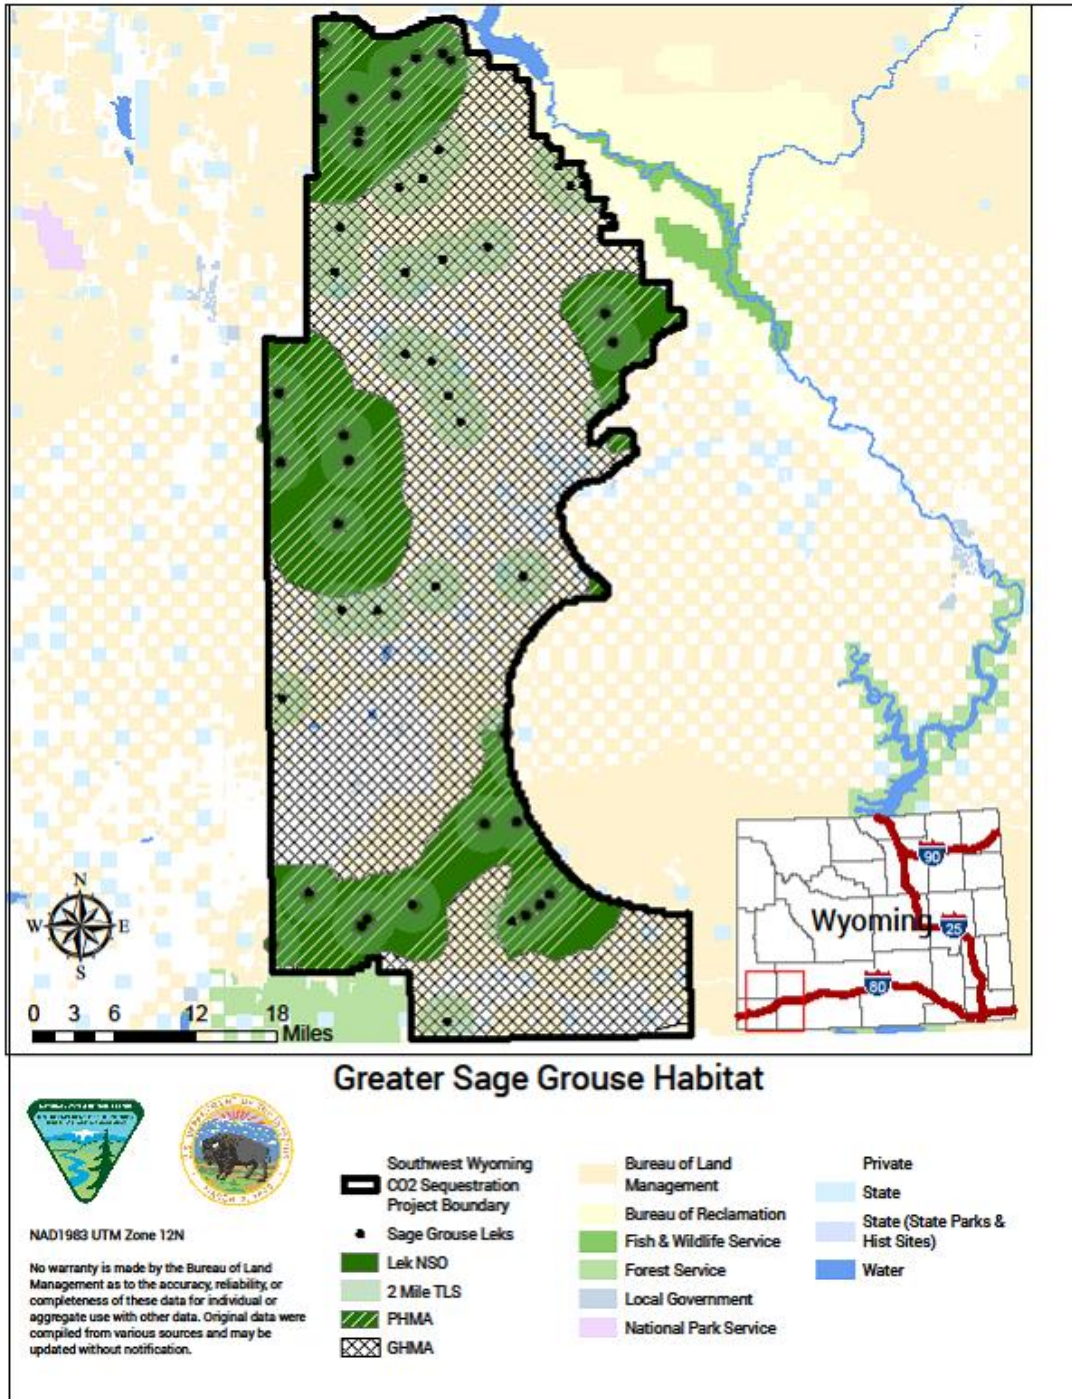 90
Wyoming
25
80
N
W E
S
0 3 6 12 18
Miles
Greater Sage Grouse Habitat
NAD1983 UTM Zone 12N
No warranty is made by the Bureau of Land
Management as to the accuracy, reliability, or
completeness of these data for individual or
aggregate use with other data. Original data were
compiled from various sources and may be
updated without notification.
Southwest Wyoming
CO2 Sequestration
Project Boundary
Sage Grouse Leks
Lek NSO
2 Mile TLS
PHMA
GHMA
Bureau of Land
Management
Bureau of Reclamation
Fish & Wildlife Service
Forest Service
Local Government
National Park Service
Private
State
State (State Parks &
Hist Sites)
Water